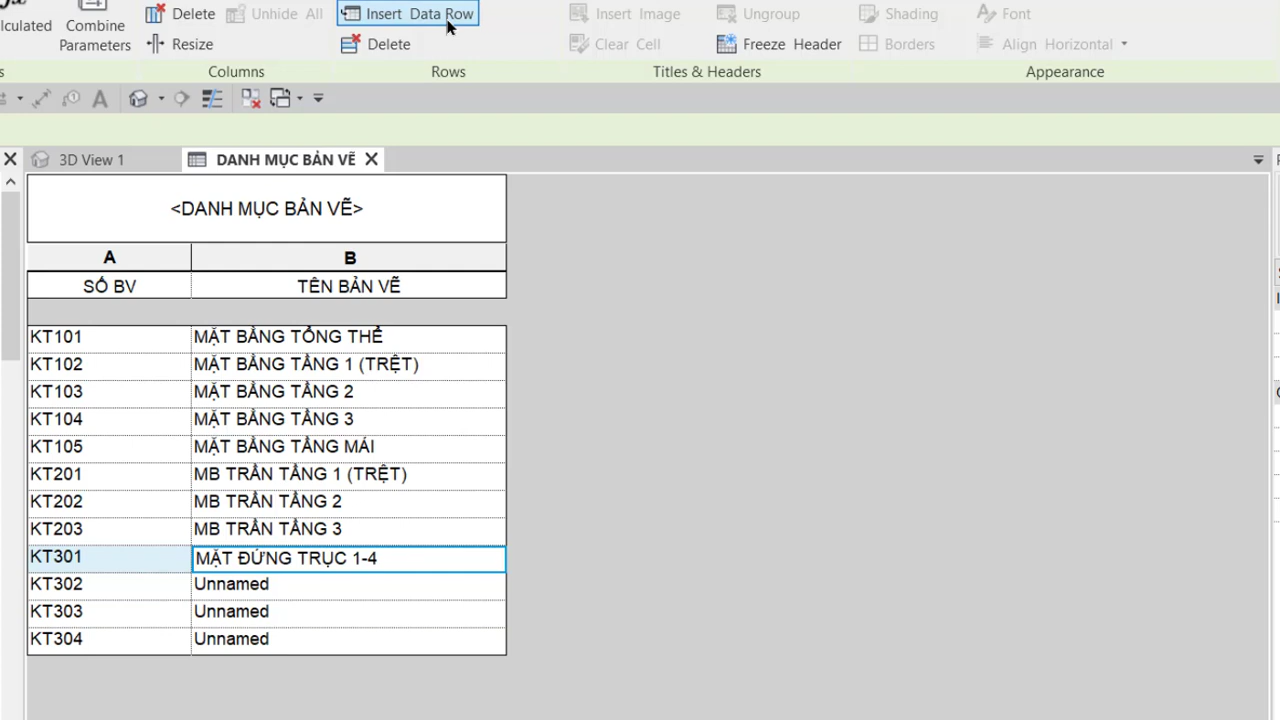 lculated
Combine
Parameters
Delete
Resize
Unhide All
Insert Data Row
Delete
Insert Image
Clear Cell
Ungroup
Freeze Header
Shading
Borders
Font
Align Horizontal
s
Columns
Rows
Titles & Headers
Appearance
3D View 1
DANH MỤC BẢN VẼ
<DANH MỤC BẢN VẼ>
A B
SỐ BV TÊN BẢN VẼ
KT101 MẶT BẰNG TỔNG THỂ
KT102 MẶT BẰNG TẦNG 1 (TRỆT)
KT103 MẶT BẰNG TẦNG 2
KT104 MẶT BẰNG TẦNG 3
KT105 MẶT BẰNG TẦNG MÁI
KT201 MB TRẦN TẦNG 1 (TRỆT)
KT202 MB TRẦN TẦNG 2
KT203 MB TRẦN TẦNG 3
KT301 MẶT ĐỨNG TRỤC 1-4
KT302 Unnamed
KT303 Unnamed
KT304 Unnamed